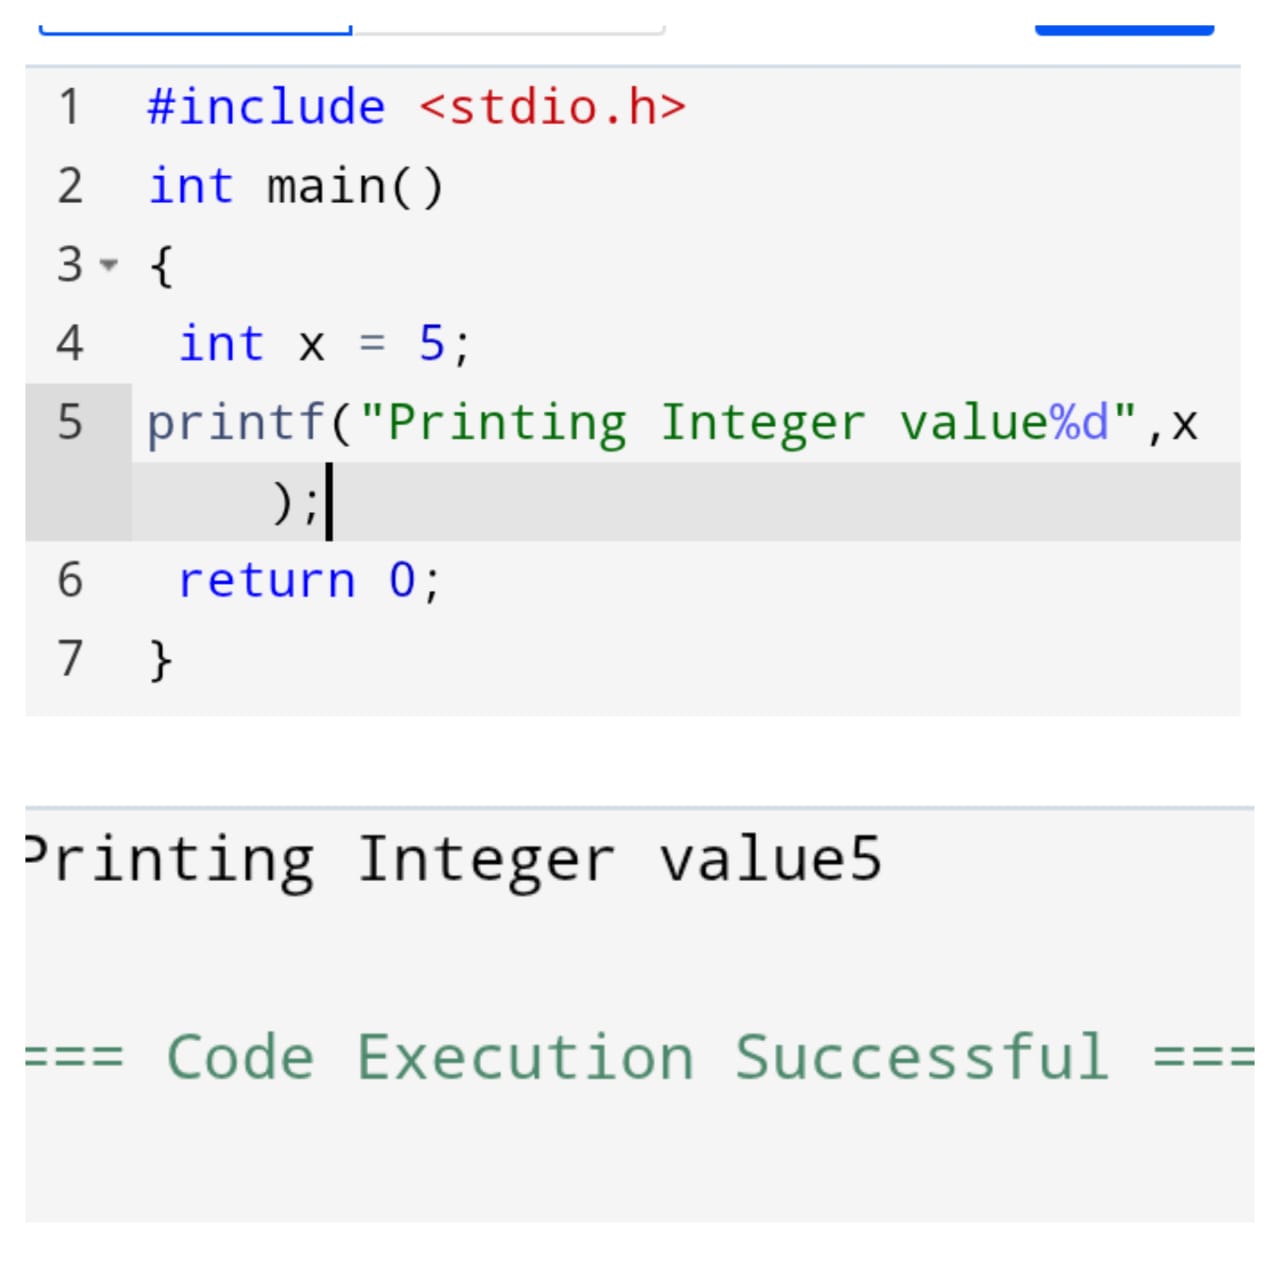 1 #include <stdio.h>
2 int main()
3 {
4 int x = 5;
5 printf("Printing Integer value%d",x
);
6 return 0;
7 }
Printing Integer value5
=== Code Execution Successful ===